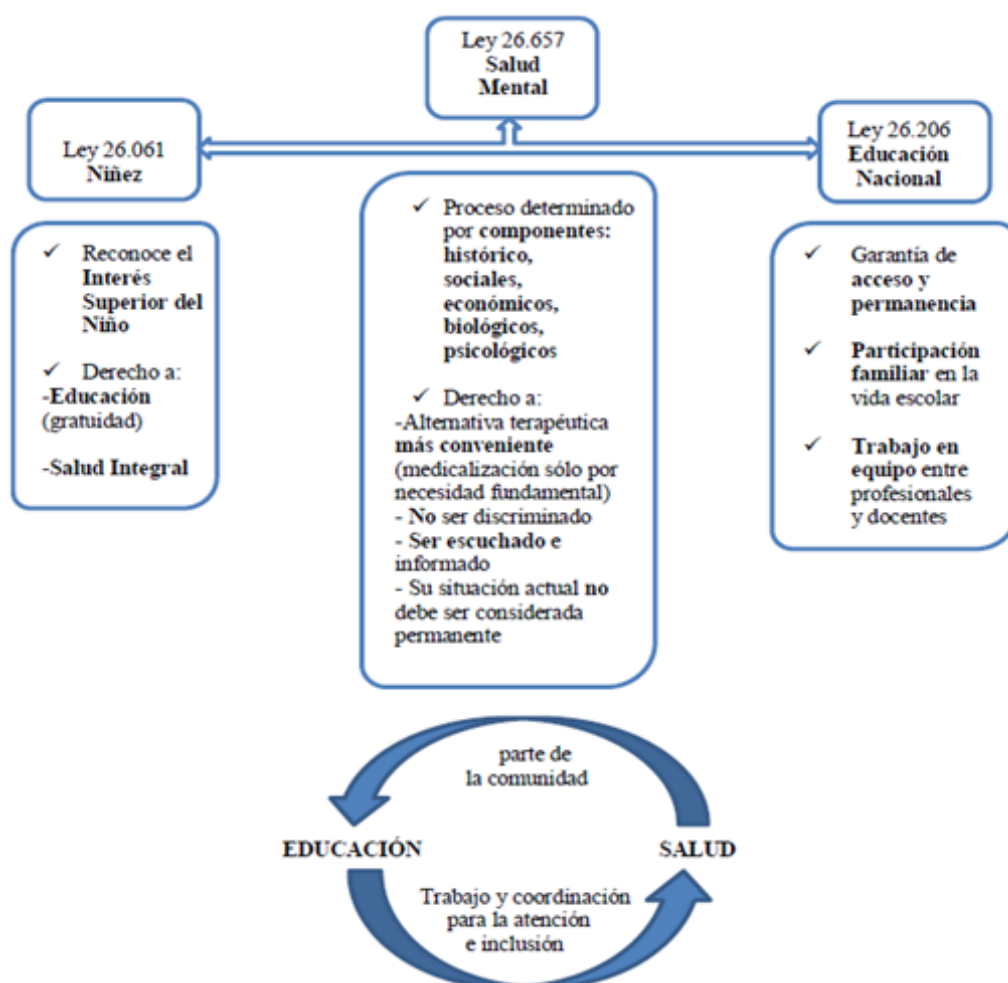 Ley 26.657
Salud
Mental
Ley 26.061
Niñez
Ley 26.206
Educación
Nacional
✓ Reconoce el
Interés
Superior del
Niño
✓ Derecho a:
-Educación
(gratuidad)
-Salud Integral
✓ Proceso determinado
por componentes:
histórico,
sociales,
económicos,
biológicos,
psicológicos
✓ Derecho a:
-Alternativa terapéutica
más conveniente
(medicalización sólo por
necesidad fundamental)
- No ser discriminado
- Ser escuchado e
informado
- Su situación actual no
debe ser considerada
permanente
✓ Garantía de
acceso y
permanencia
✓ Participación
familiar en la
vida escolar
✓ Trabajo en
equipo entre
profesionales
y docentes
parte de
la comunidad
EDUCACIÓN
SALUD
Trabajo y coordinación
para la atención
e inclusión